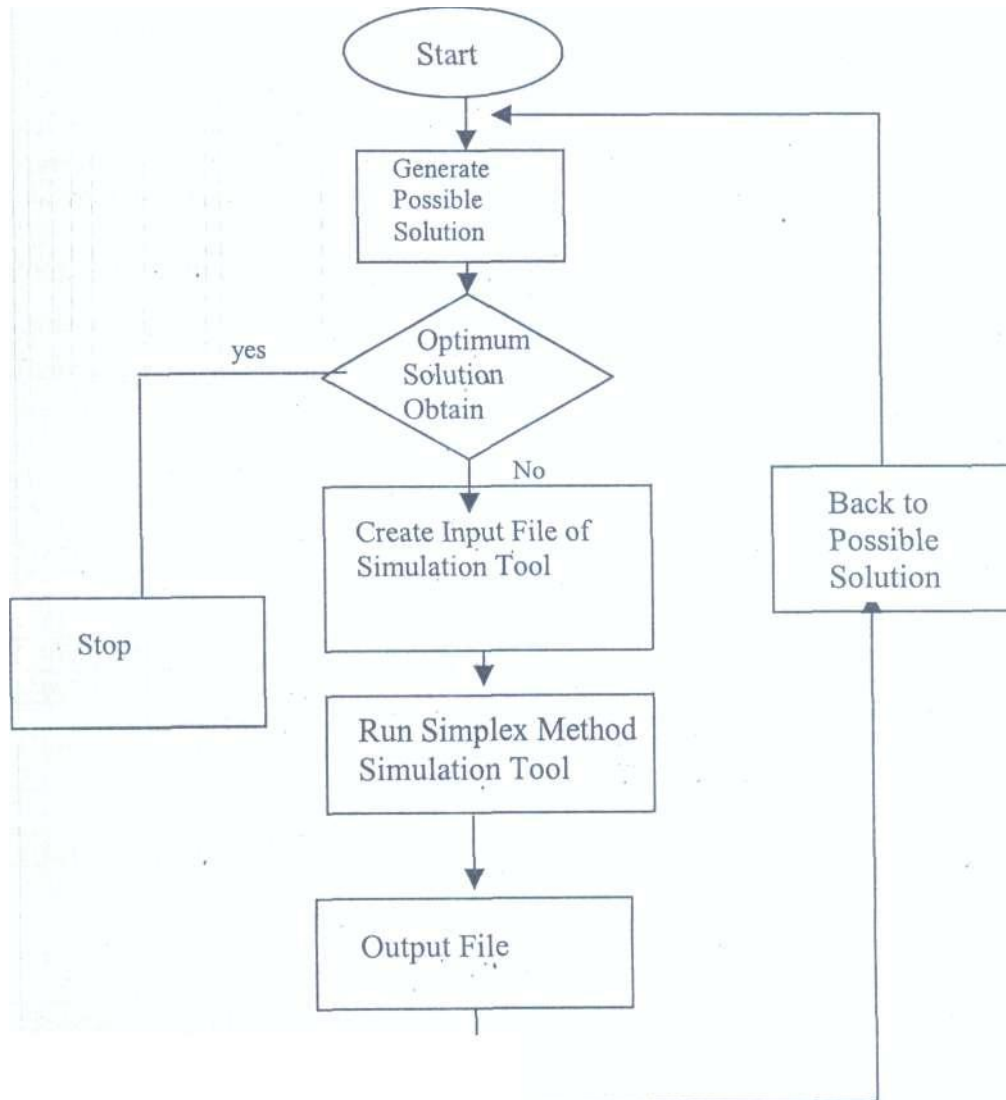 Start
Generate
Possible
Solution
Optimum
Solution
Obtain
yes
No
Create Input File of
Simulation Tool
Back to
Possible
Solution
Stop
Run Simplex Method
Simulation Tool
Output File